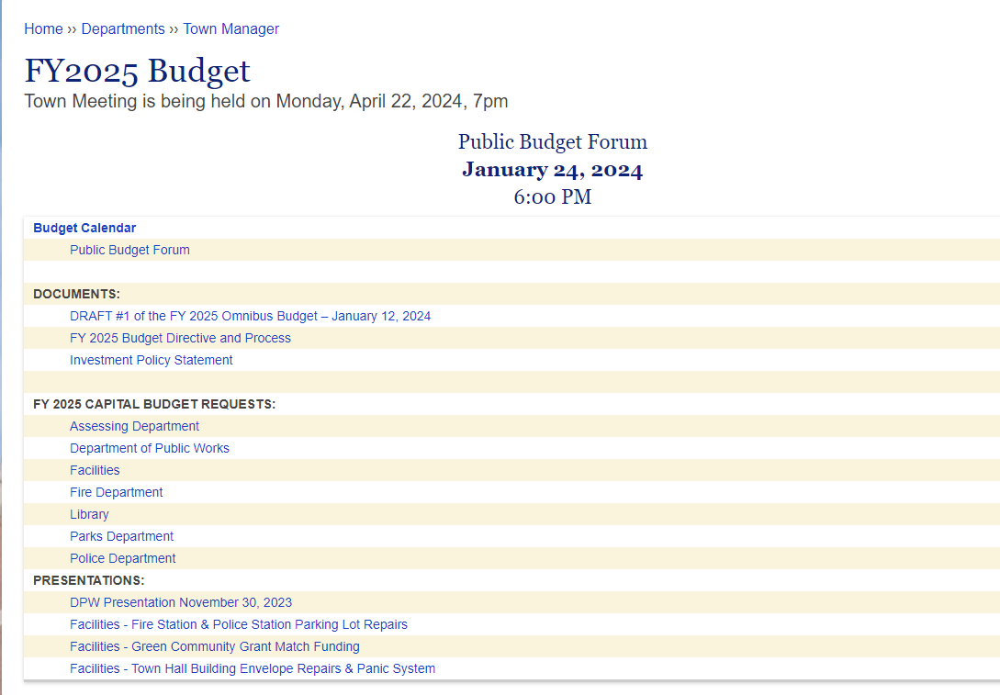 Home ›› Departments ›› Town Manager
FY2025 Budget
Town Meeting is being held on Monday, April 22, 2024, 7pm
Public Budget Forum
January 24, 2024
6:00 PM
Budget Calendar
Public Budget Forum
DOCUMENTS:
DRAFT #1 of the FY 2025 Omnibus Budget – January 12, 2024
FY 2025 Budget Directive and Process
Investment Policy Statement
FY 2025 CAPITAL BUDGET REQUESTS:
Assessing Department
Department of Public Works
Facilities
Fire Department
Library
Parks Department
Police Department
PRESENTATIONS:
DPW Presentation November 30, 2023
Facilities - Fire Station & Police Station Parking Lot Repairs
Facilities - Green Community Grant Match Funding
Facilities - Town Hall Building Envelope Repairs & Panic System